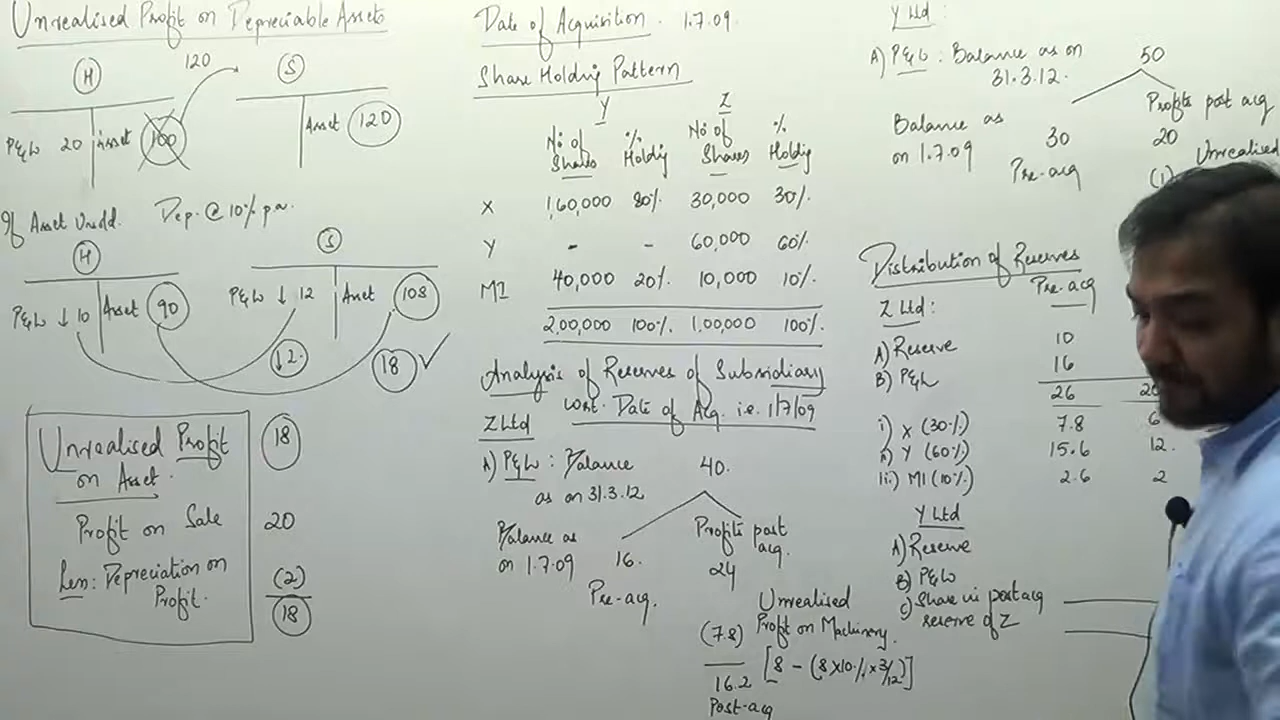 Unrealised Profit on Depreciable Assets
H
120
S
P&L 20 Asset 100
Asset 120
If Asset Unsold. Dep. @ 10% p.a.
H
S
P&L ↓ 10 Asset 90
P&L ↓ 12 Asset 108
↓2
18 ✓
Unrealised Profit on Asset. 18
Profit on Sale 20
Less: Depreciation on Profit. (2)
18
Date of Acquisition. 1.7.09.
Share Holding Pattern
Y Z
No of Shares % Holdig No of Shares % Holdig
X 1,60,000 80% 30,000 30%
Y - - 60,000 60%
MI 40,000 20% 10,000 10%
2,00,000 100% 1,00,000 100%
Analysis of Reserves of Subsidiary
wrt. Date of Acq. i.e. 1/7/09
Z Ltd
A) P&L : Balance as on 31.3.12 40.
Balance as on 1.7.09 16. Pre-acq.
Profits post acq. 24
(7.8) Unrealised Profit on Machinery.
[8 - (8 X10% x 3/12)]
16.2
Post-acq
Y Ltd :
A) P&L : Balance as on 31.3.12. 50
Balance as on 1.7.09 30 Pre-acq
Profits post acq 20
(1) Unrealised
Distribution of Reserves
Pre-acq
Z Ltd :
A) Reserve 10
B) P&L 16
26
i) X (30%) 7.8 6
ii) Y (60%) 15.6 12.
iii) MI (10%) 2.6 2
Y Ltd
A) Reserve
B) P&L
c) Share in post acq reserve of Z